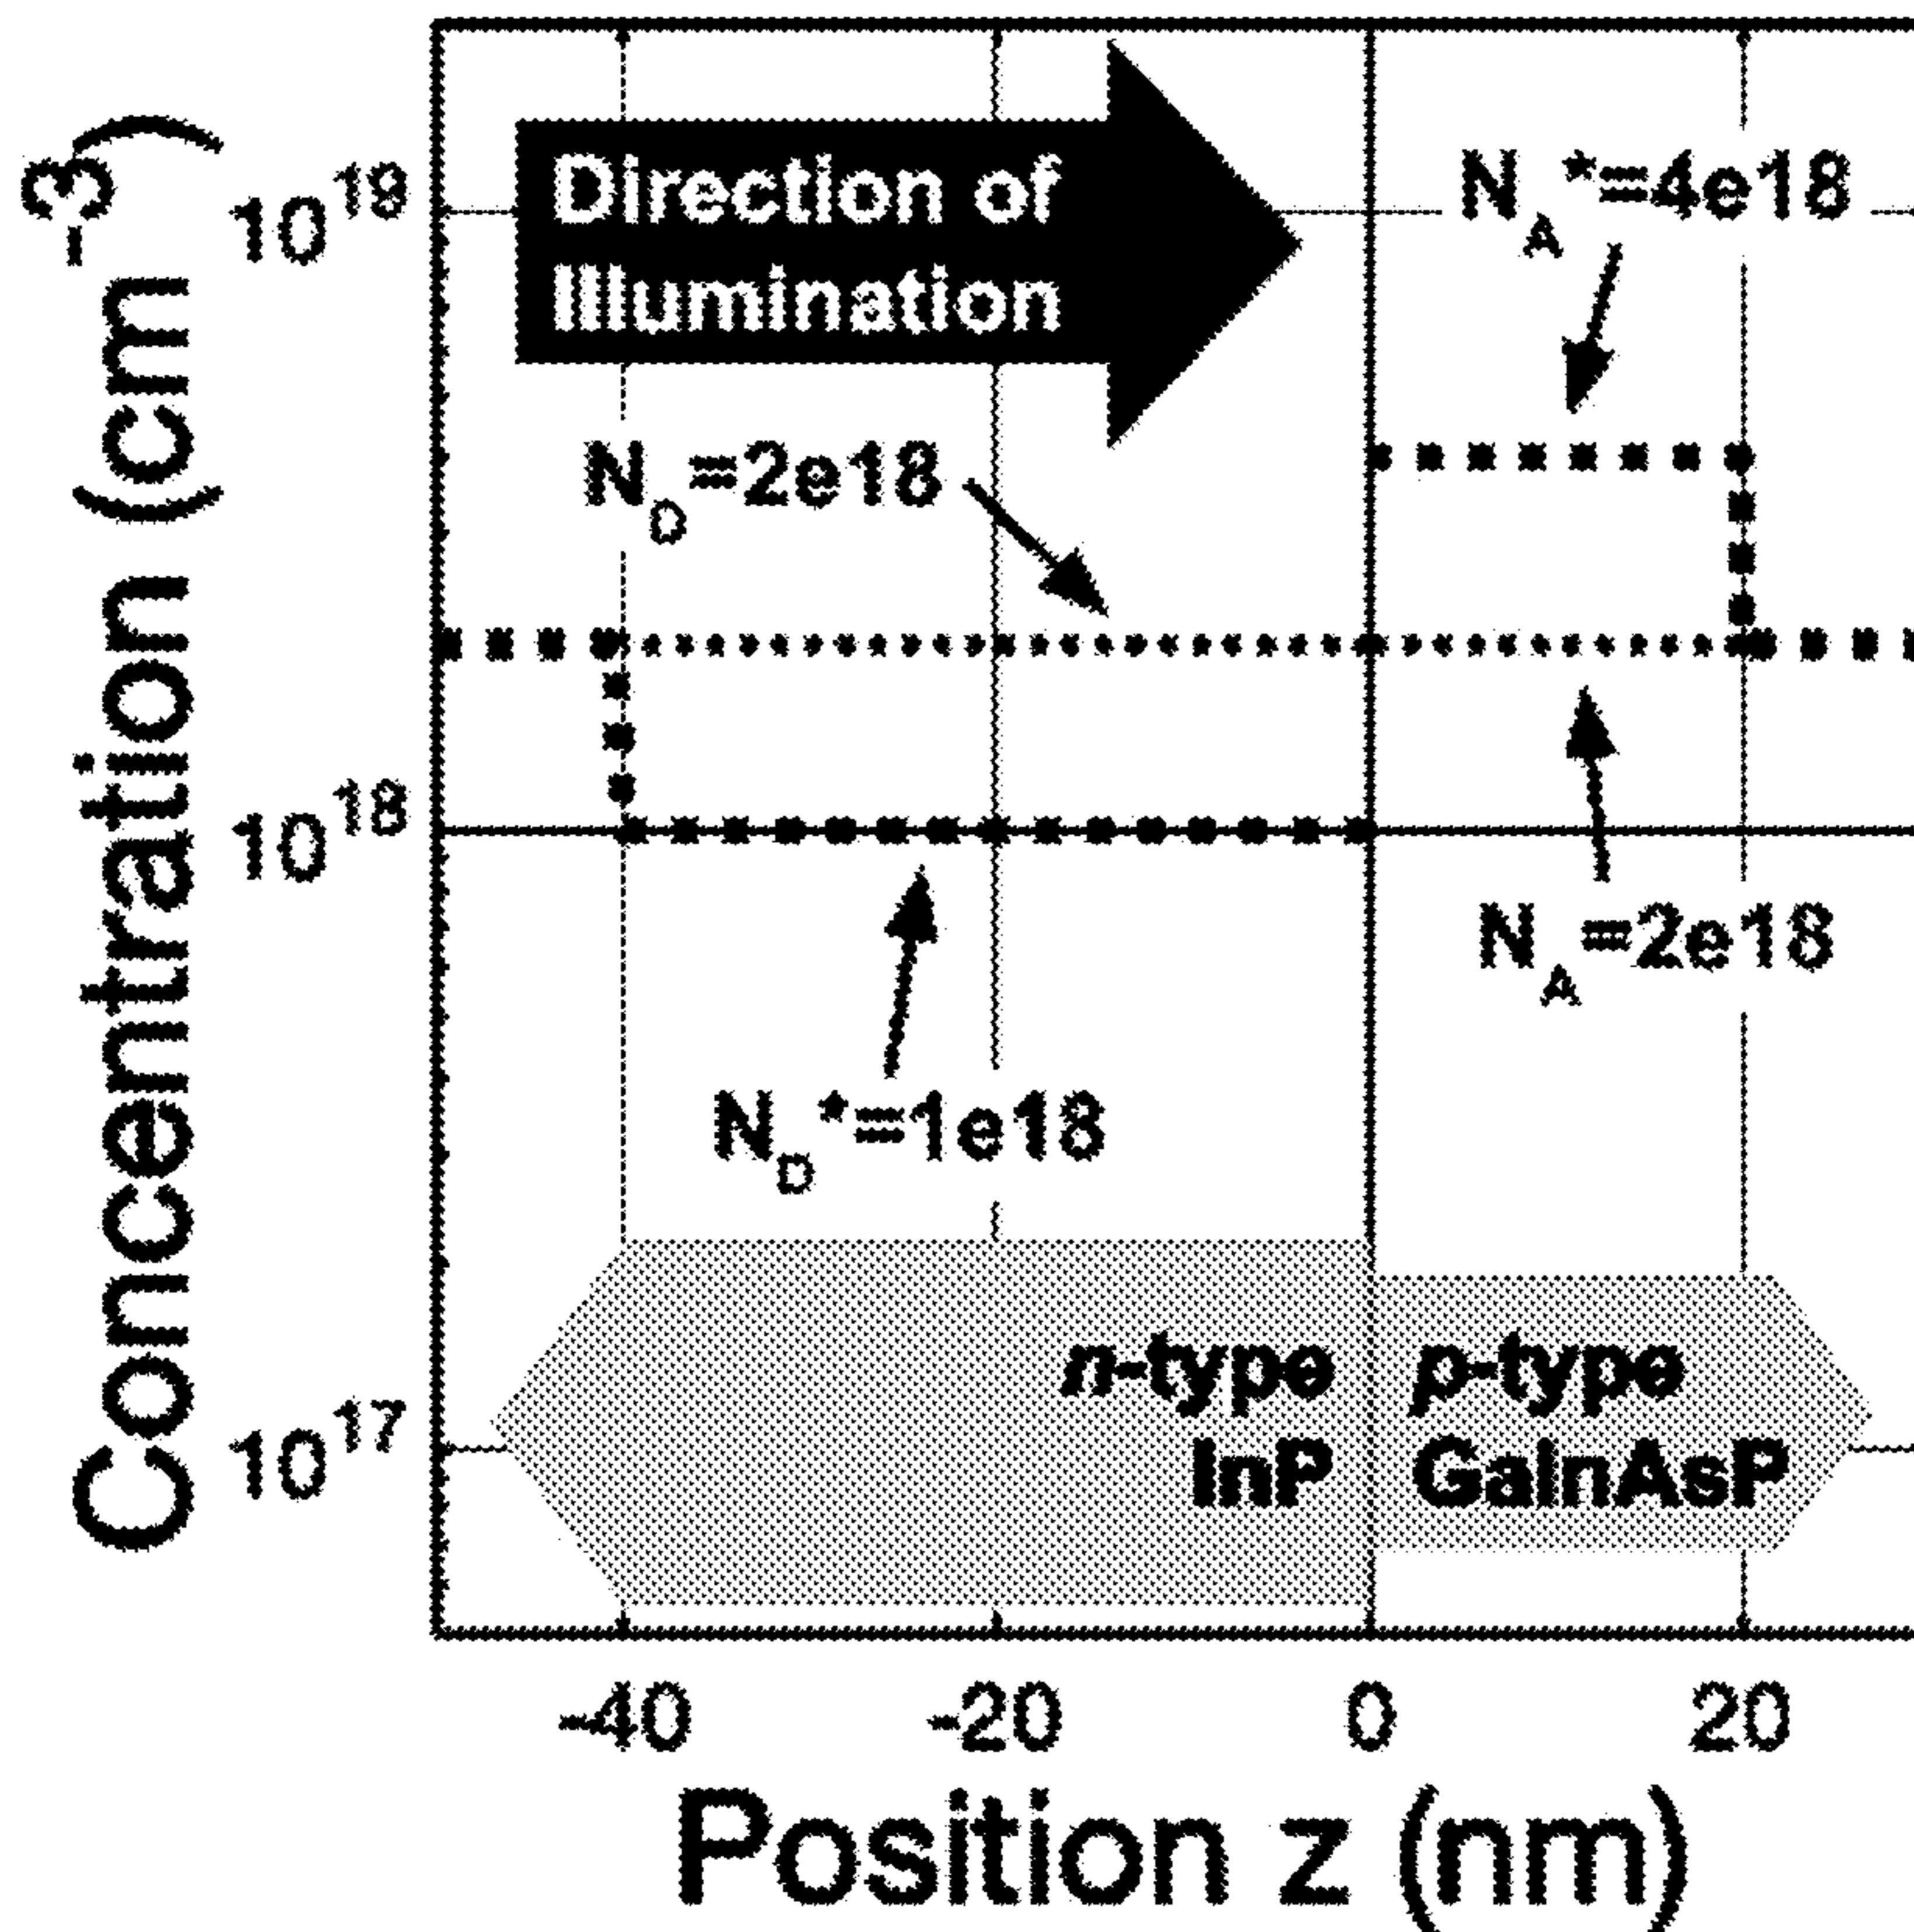 Concentration (cm⁻³)
10¹⁹
10¹⁸
10¹⁷
Direction of
Illumination
N_A*=4e18
N_D=2e18
N_A=2e18
N_D*=1e18
n-type
InP
p-type
GaInAsP
-40
-20
0
20
Position z (nm)